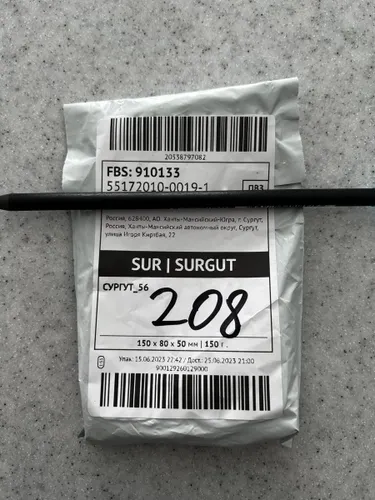 20538797082
FBS: 910133
55172010-0019-1
ПВЗ
Россия, 628400, АО. Ханты-Мансийский-Югра, г. Сургут,
Россия, Ханты-Мансийский автономный округ, Сургут,
улица Игоря Киртбая, 22
SUR | SURGUT
СУРГУТ_56
208
150 x 80 x 50 мм | 150 г.
Упак: 15.06.2023 22:42 / Дост: 25.06.2023 21:00
900129260129000